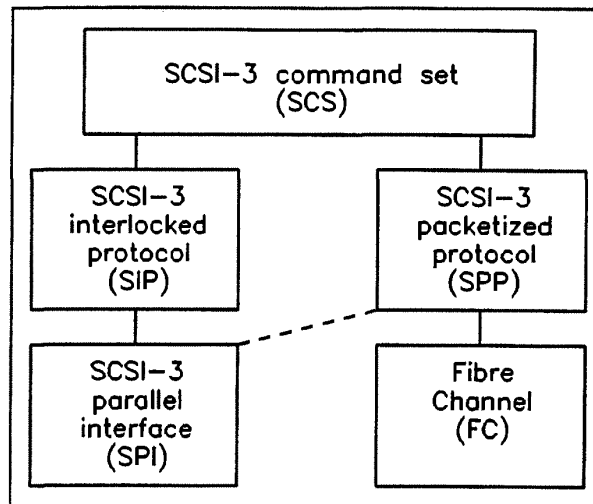 SCSI-3 command set
(SCS)
SCSI-3
interlocked
protocol
(SIP)
SCSI-3
packetized
protocol
(SPP)
SCSI-3
parallel
interface
(SPI)
Fibre
Channel
(FC)